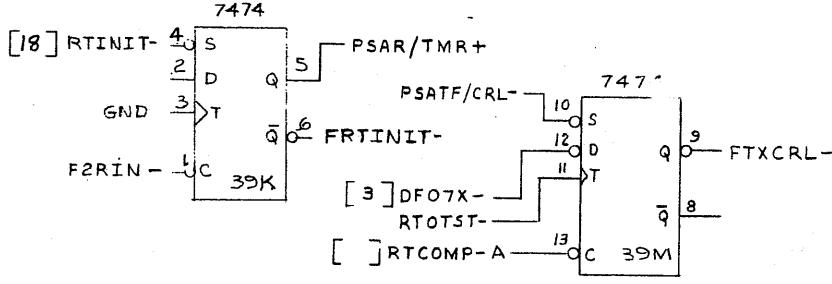 7474
[18] RTINIT- 4 S
2 D Q 5 PSAR/TMR+
GND 3 T
Q 6 FRTINIT-
F2RIN - 1 C
39K
747
PSATF/CRL- 10 S
12 D Q 9 FTXCRL-
[3] DF07X-
11 T
RTOTST-
Q 8
[ ] RTCOMP-A 13 C
39M